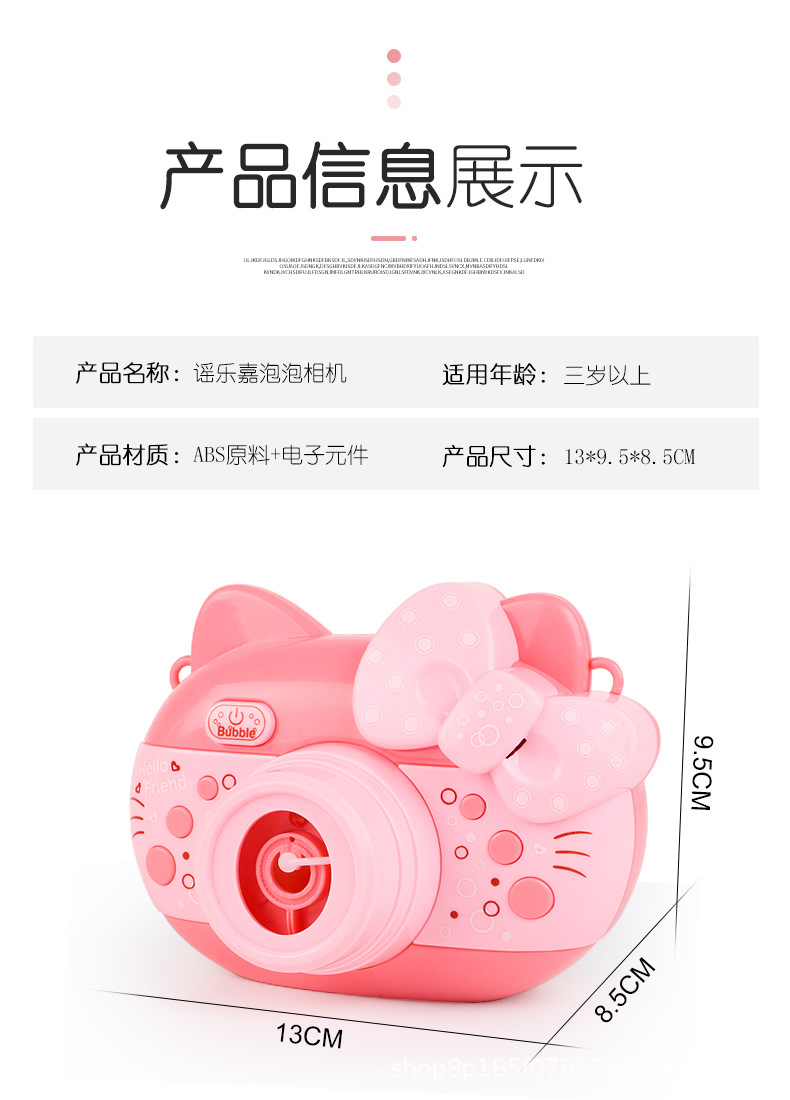 产品信息展示
产品名称：谣乐嘉泡泡相机
适用年龄：三岁以上
产品材质：ABS原料+电子元件
产品尺寸：13*9.5*8.5CM
Bubble
Hello
Friend
9.5CM
8.5CM
13CM